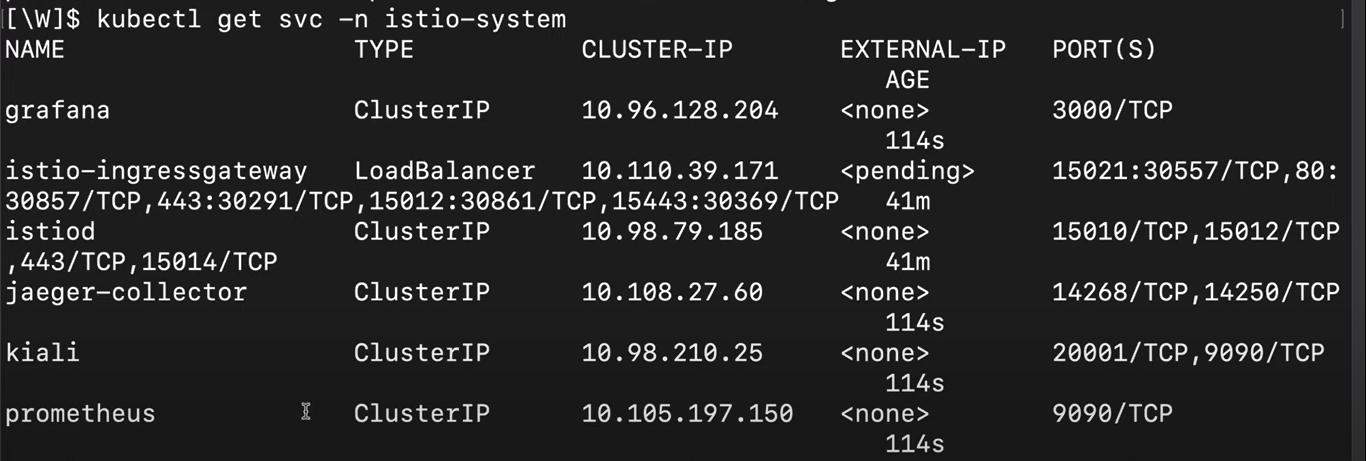 [\W]$ kubectl get svc -n istio-system
NAME TYPE CLUSTER-IP EXTERNAL-IP PORT(S)
AGE
grafana ClusterIP 10.96.128.204 <none> 3000/TCP
114s
istio-ingressgateway LoadBalancer 10.110.39.171 <pending> 15021:30557/TCP,80:
30857/TCP,443:30291/TCP,15012:30861/TCP,15443:30369/TCP 41m
istiod ClusterIP 10.98.79.185 <none> 15010/TCP,15012/TCP
,443/TCP,15014/TCP 41m
jaeger-collector ClusterIP 10.108.27.60 <none> 14268/TCP,14250/TCP
114s
kiali ClusterIP 10.98.210.25 <none> 20001/TCP,9090/TCP
114s
prometheus ClusterIP 10.105.197.150 <none> 9090/TCP
114s